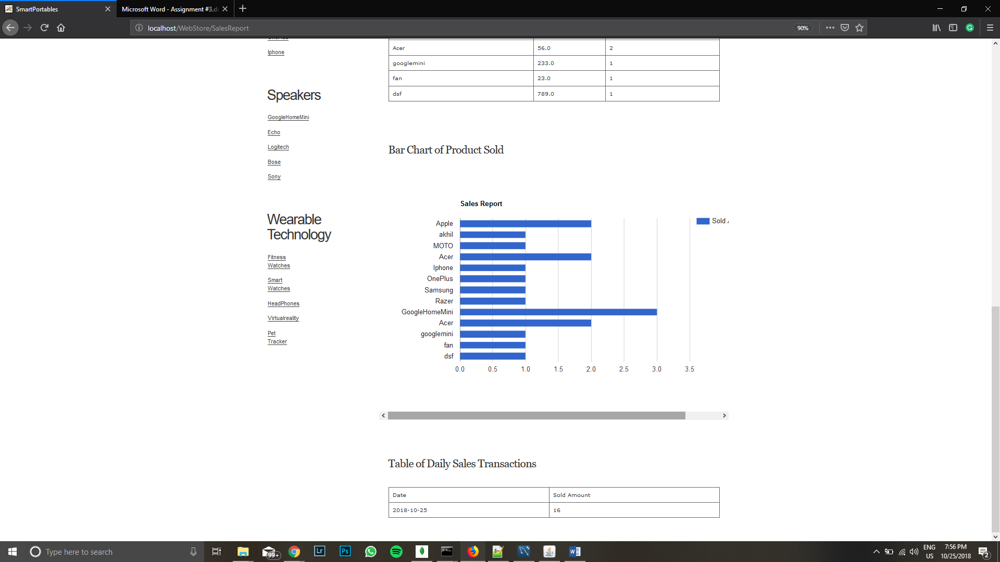 SmartPortables
Microsoft Word - Assignment #3.d
localhost/WebStore/SalesReport
90%
Iphone
Speakers
GoogleHomeMini
Echo
Logitech
Bose
Sony
Wearable
Technology
Fitness
Watches
Smart
Watches
HeadPhones
Virtualreality
Pet
Tracker
Acer 56.0 2
googlemini 233.0 1
fan 23.0 1
dsf 789.0 1
Bar Chart of Product Sold
Sales Report
Sold
Apple
akhil
MOTO
Acer
Iphone
OnePlus
Samsung
Razer
GoogleHomeMini
Acer
googlemini
fan
dsf
0.0 0.5 1.0 1.5 2.0 2.5 3.0 3.5
Table of Daily Sales Transactions
Date Sold Amount
2018-10-25 16
Type here to search
99+
Lr
Ps
ENG
US
7:56 PM
10/25/2018
2